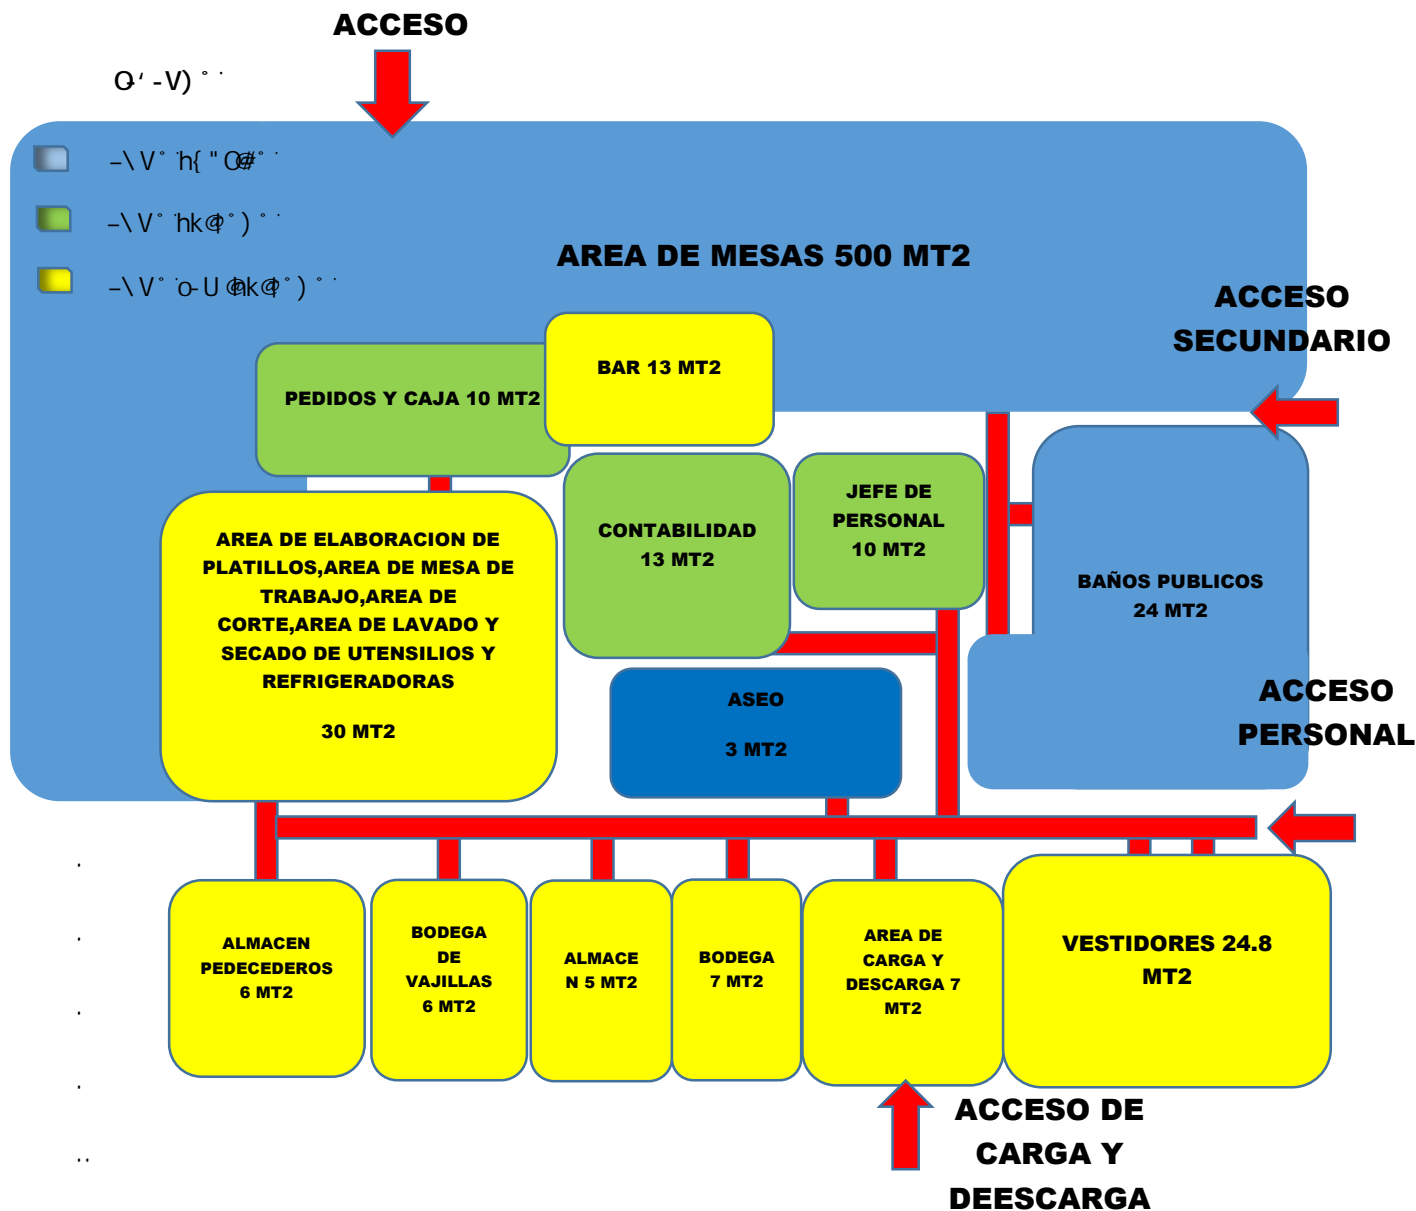 ACCESO
AREA DE MESAS 500 MT2
ACCESO
SECUNDARIO
BAR 13 MT2
PEDIDOS Y CAJA 10 MT2
JEFE DE
PERSONAL
10 MT2
CONTABILIDAD
13 MT2
AREA DE ELABORACION DE
PLATILLOS,AREA DE MESA DE
TRABAJO,AREA DE
CORTE,AREA DE LAVADO Y
SECADO DE UTENSILIOS Y
REFRIGERADORAS
30 MT2
BAÑOS PUBLICOS
24 MT2
ASEO
3 MT2
ACCESO
PERSONAL
ALMACEN
PEDECEDEROS
6 MT2
BODEGA
DE
VAJILLAS
6 MT2
ALMACE
N 5 MT2
BODEGA
7 MT2
AREA DE
CARGA Y
DESCARGA 7
MT2
VESTIDORES 24.8
MT2
ACCESO DE
CARGA Y
DEESCARGA